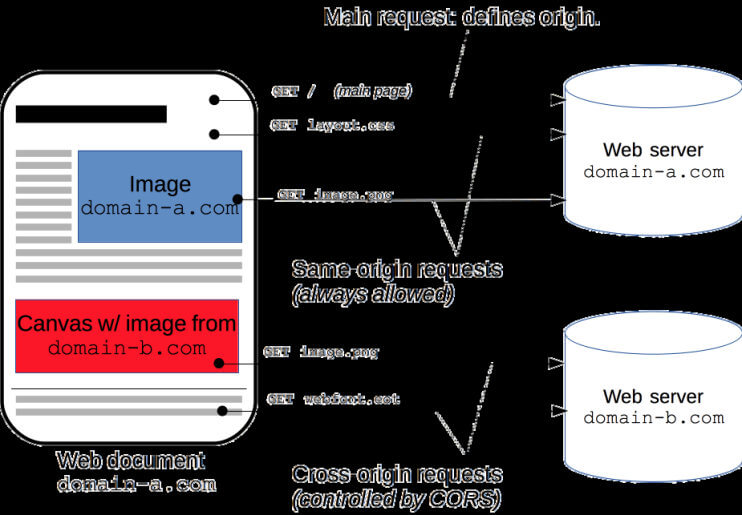 Main request: defines origin.
GET / (main page)
GET layout.css
Image
domain-a.com
GET image.png
Web server
domain-a.com
Same-origin requests
(always allowed)
Canvas w/ image from
domain-b.com
GET image.png
GET webfont.eot
Web server
domain-b.com
Web document
domain-a.com
Cross-origin requests
(controlled by CORS)